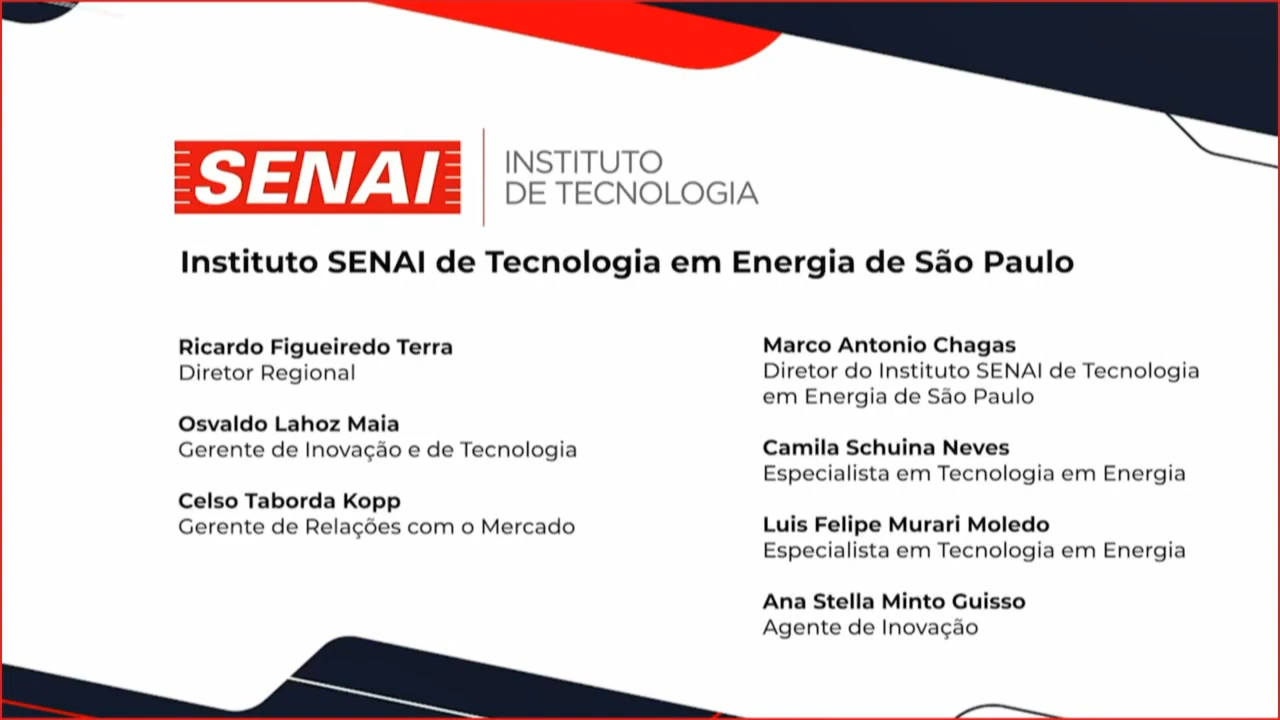 SENAI
INSTITUTO
DE TECNOLOGIA
Instituto SENAI de Tecnologia em Energia de São Paulo
Ricardo Figueiredo Terra
Diretor Regional
Osvaldo Lahoz Maia
Gerente de Inovação e de Tecnologia
Celso Taborda Kopp
Gerente de Relações com o Mercado
Marco Antonio Chagas
Diretor do Instituto SENAI de Tecnologia
em Energia de São Paulo
Camila Schuina Neves
Especialista em Tecnologia em Energia
Luis Felipe Murari Moledo
Especialista em Tecnologia em Energia
Ana Stella Minto Guisso
Agente de Inovação